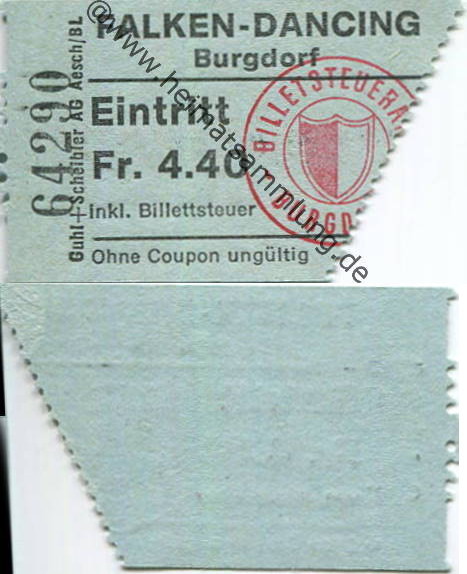 FALKEN-DANCING
Burgdorf
Eintritt
Fr. 4.40
inkl. Billettsteuer
Ohne Coupon ungültig
64290
Guhl + Scheibler AG Aesch/BL
BILLETSTEUERA
BURGD
©www.heimatsammlung.de